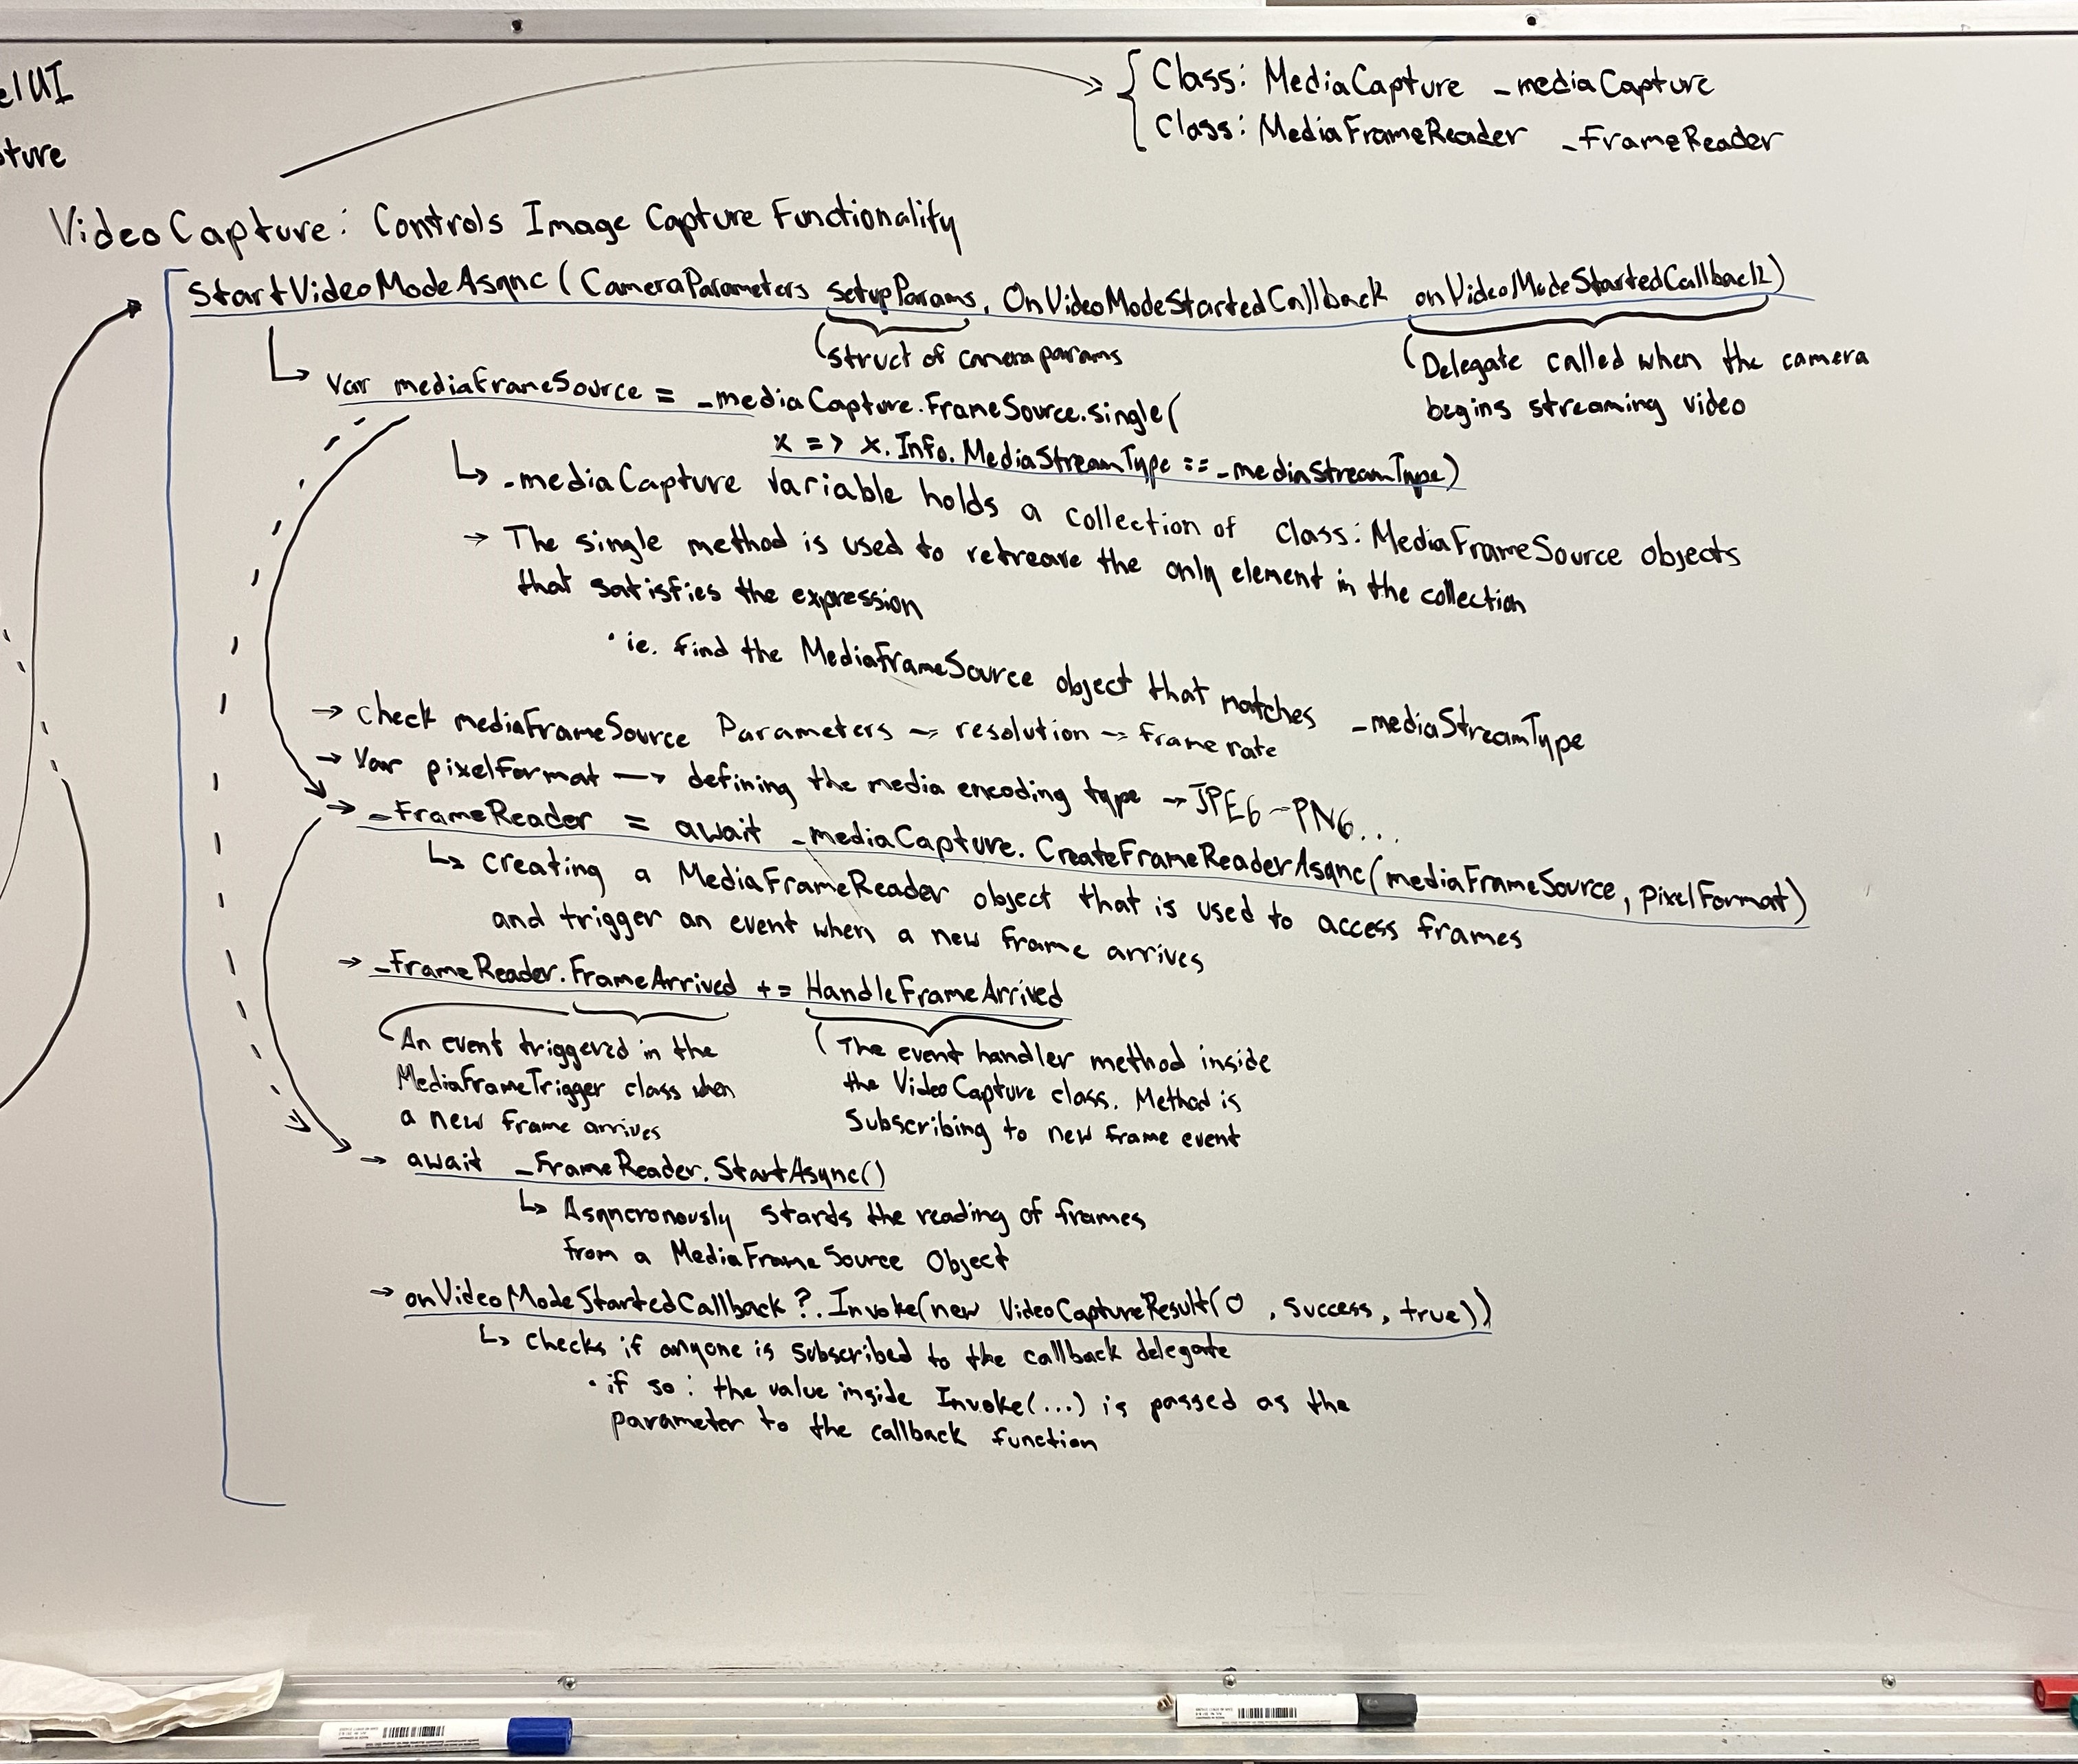 el UI
ture
Class: MediaCapture _mediaCapture
Class: MediaFrameReader _FrameReader
VideoCapture: Controls Image Capture Functionality
StartVideoModeAsync(CameraParameters setupParams, OnVideoModeStartedCallback onVideoModeStartedCallback)
struct of camera params
Delegate called when the camera
begins streaming video
Var mediaFrameSource = _mediaCapture.FrameSource.single(
x => x.Info.MediaStreamType == _mediaStreamType)
_mediaCapture variable holds a collection of Class: MediaFrameSource objects
→ The single method is used to retreave the only element in the collection
that satisfies the expression
• ie. find the MediaFrameSource object that matches _mediaStreamType
→ Check mediaFrameSource Parameters → resolution → Frame rate
→ Var pixelFormat → defining the media encoding type → JPEG → PNG...
→ _FrameReader = await _mediaCapture.CreateFrameReaderAsync(mediaFrameSource, pixelFormat)
↳ creating a MediaFrameReader object that is used to access frames
and trigger an event when a new frame arrives
→ _FrameReader.FrameArrived += HandleFrameArrived
An event triggered in the
MediaFrameTrigger class when
a new frame arrives
The event handler method inside
the VideoCapture class. Method is
Subscribing to new frame event
→ await _FrameReader.StartAsync()
↳ Asyncronously starts the reading of frames
from a MediaFrameSource Object
→ onVideoModeStartedCallback?.Invoke(new VideoCaptureResult(0, Success, true))
↳ checks if anyone is subscribed to the callback delegate
• if so: the value inside Invoke(...) is passed as the
parameter to the callback function